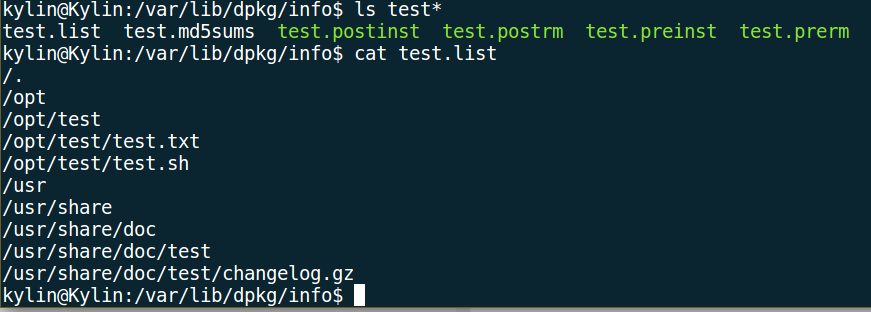 kylin@Kylin:/var/lib/dpkg/info$ ls test*
test.list  test.md5sums  test.postinst  test.postrm  test.preinst  test.prerm
kylin@Kylin:/var/lib/dpkg/info$ cat test.list
/.
/opt
/opt/test
/opt/test/test.txt
/opt/test/test.sh
/usr
/usr/share
/usr/share/doc
/usr/share/doc/test
/usr/share/doc/test/changelog.gz
kylin@Kylin:/var/lib/dpkg/info$